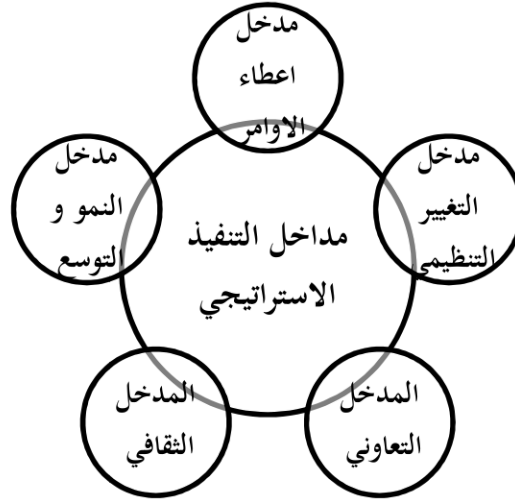 مدخل
اعطاء
الاوامر
مدخل
التغيير
التنظيمي
المدخل
التعاوني
المدخل
الثقافي
مدخل
النمو و
التوسع
مداخل التنفيذ
الاستراتيجي